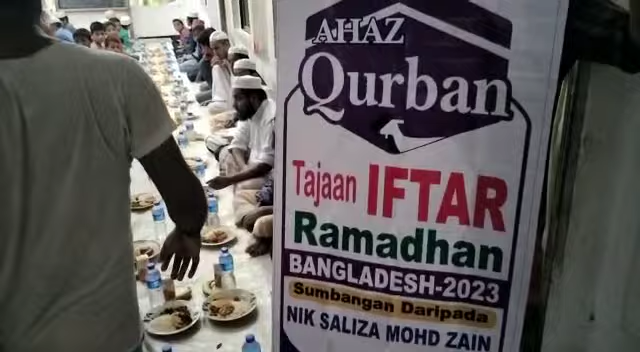 AHAZ
Qurban
Tajaan IFTAR
Ramadhan
BANGLADESH-2023
Sumbangan Daripada
NIK SALIZA MOHD ZAIN